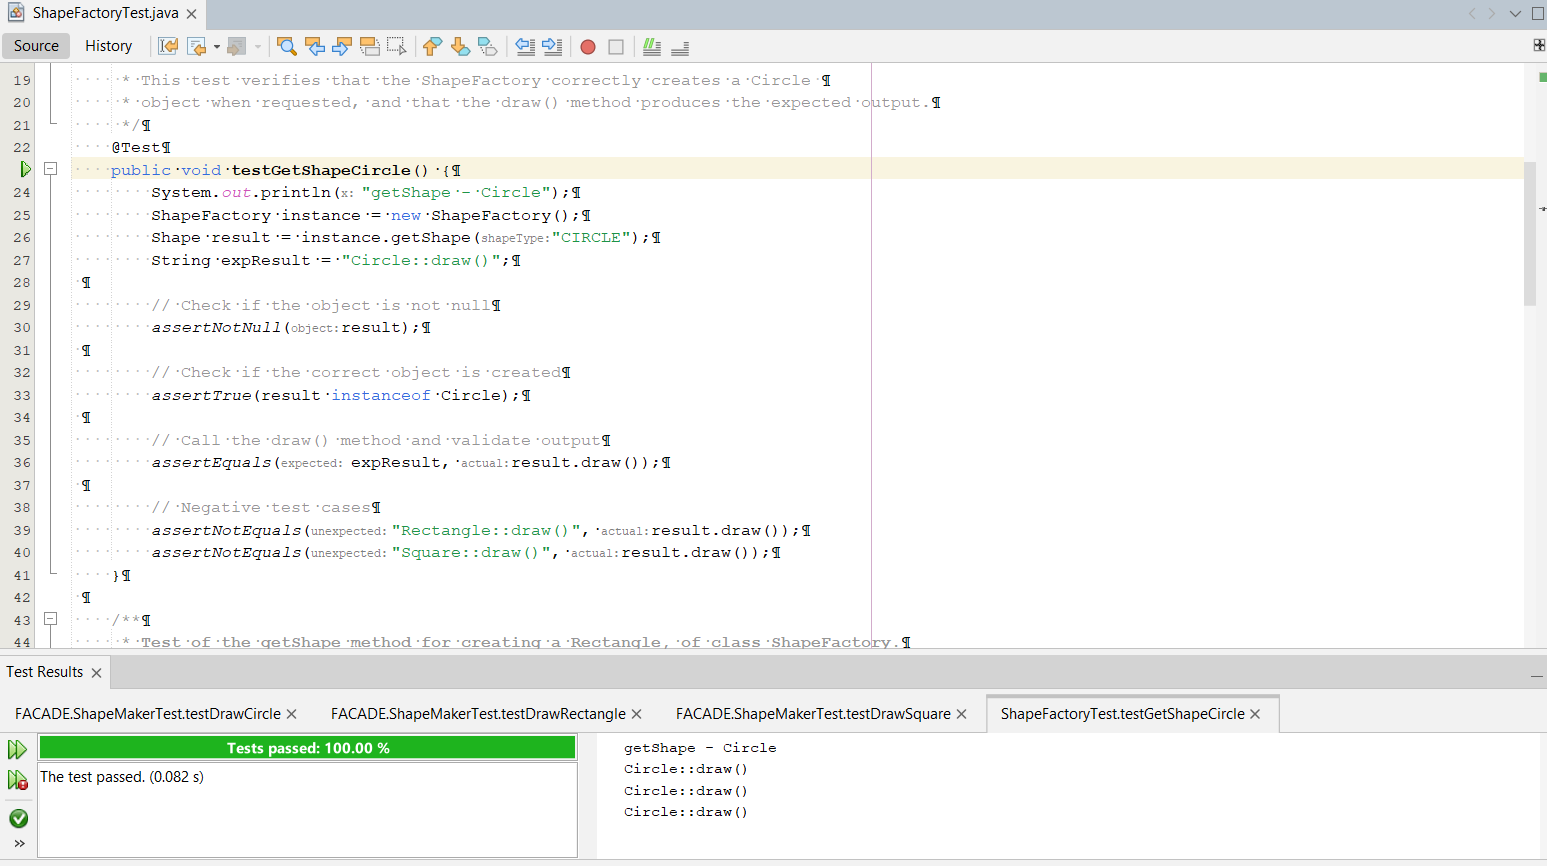 ShapeFactoryTest.java
Source History
19 * This test verifies that the ShapeFactory correctly creates a Circle ¶
20 * object when requested, and that the draw() method produces the expected output.¶
21 */¶
22 @Test¶
public void testGetShapeCircle() {¶
24 System.out.println(x: "getShape - Circle");¶
25 ShapeFactory instance = new ShapeFactory();¶
26 Shape result = instance.getShape(shapeType:"CIRCLE");¶
27 String expResult = "Circle::draw()";¶
28 ¶
29 // Check if the object is not null¶
30 assertNotNull(object:result);¶
31 ¶
32 // Check if the correct object is created¶
33 assertTrue(result instanceof Circle);¶
34 ¶
35 // Call the draw() method and validate output¶
36 assertEquals(expected: expResult, actual:result.draw());¶
37 ¶
38 // Negative test cases¶
39 assertNotEquals(unexpected:"Rectangle::draw()", actual:result.draw());¶
40 assertNotEquals(unexpected:"Square::draw()", actual:result.draw());¶
41 }¶
42 ¶
43 /**¶
44 * Test of the getShape method for creating a Rectangle, of class ShapeFactory.¶
Test Results
FACADE.ShapeMakerTest.testDrawCircle FACADE.ShapeMakerTest.testDrawRectangle FACADE.ShapeMakerTest.testDrawSquare ShapeFactoryTest.testGetShapeCircle
Tests passed: 100.00 %
The test passed. (0.082 s)
getShape - Circle
Circle::draw()
Circle::draw()
Circle::draw()